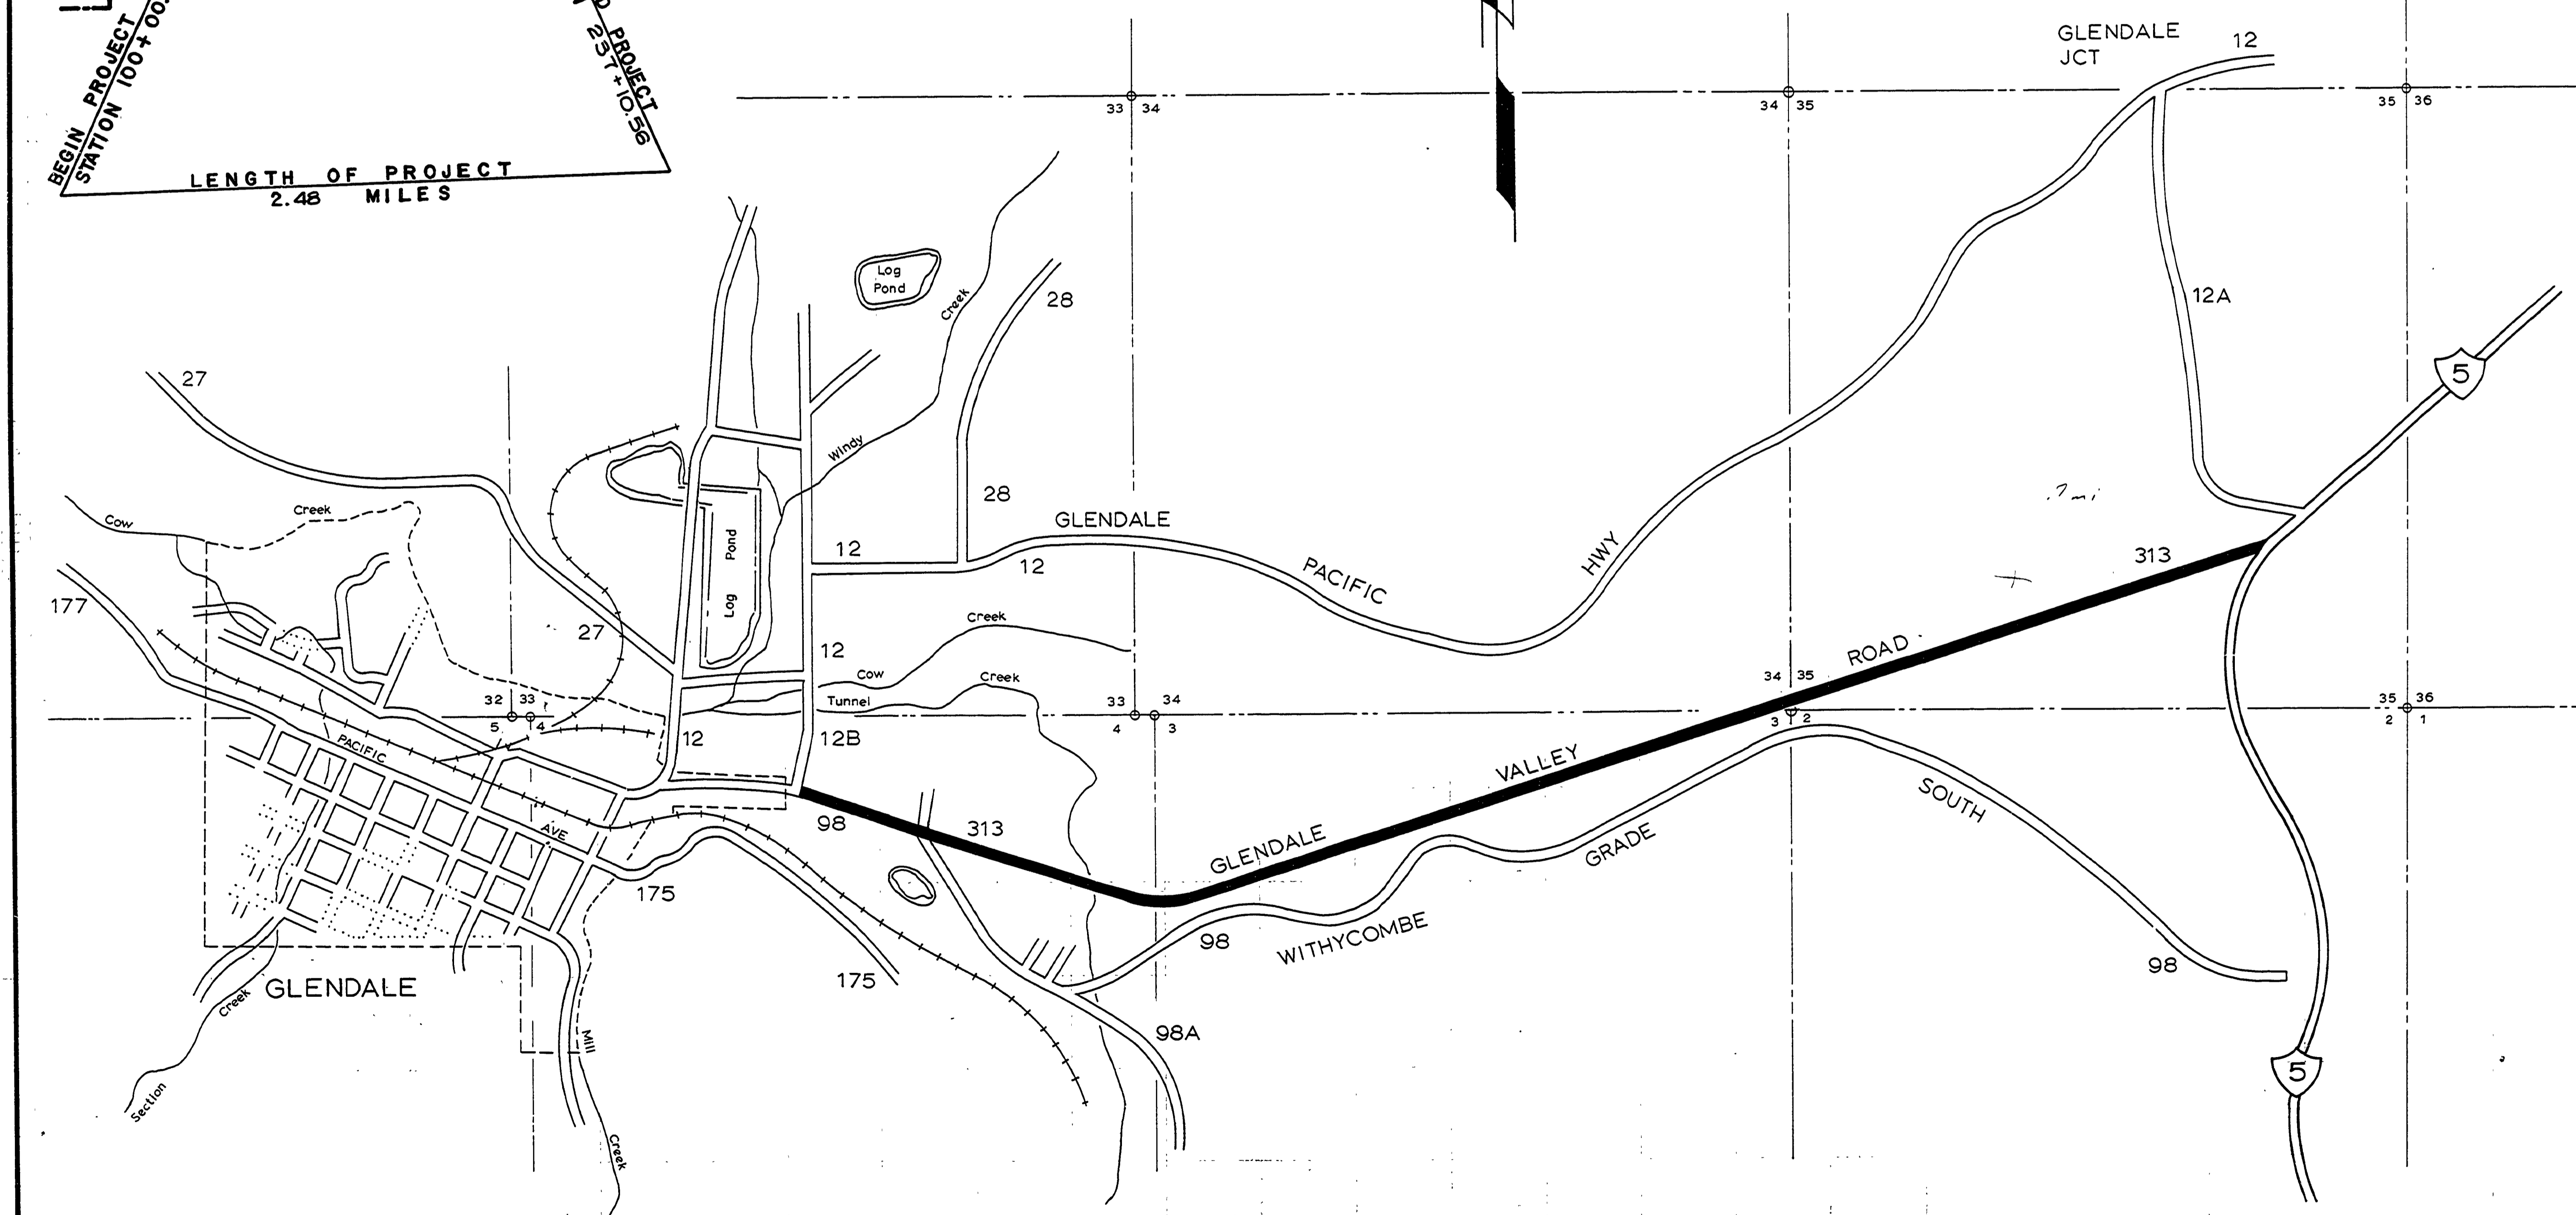 BEGIN PROJECT
STATION 100+00.
PROJECT
237+10.56
LENGTH OF PROJECT
2.48 MILES
GLENDALE
JCT
12
33 34
34 35
35 36
Log
Pond
Creek
28
12A
5
27
Windy
28
Cow
Creek
.7 mi
GLENDALE
PACIFIC
HWY
12
12
Log Pond
313
177
27
Creek
12
Cow
Creek
Tunnel
ROAD
34 35
3 2
32 33
5 4
33 34
4 3
35 36
2 1
12
12B
PACIFIC
AVE
VALLEY
SOUTH
98
313
GLENDALE
GRADE
175
98
WITHYCOMBE
98
175
GLENDALE
Creek
Section
Mill
Creek
98A
5